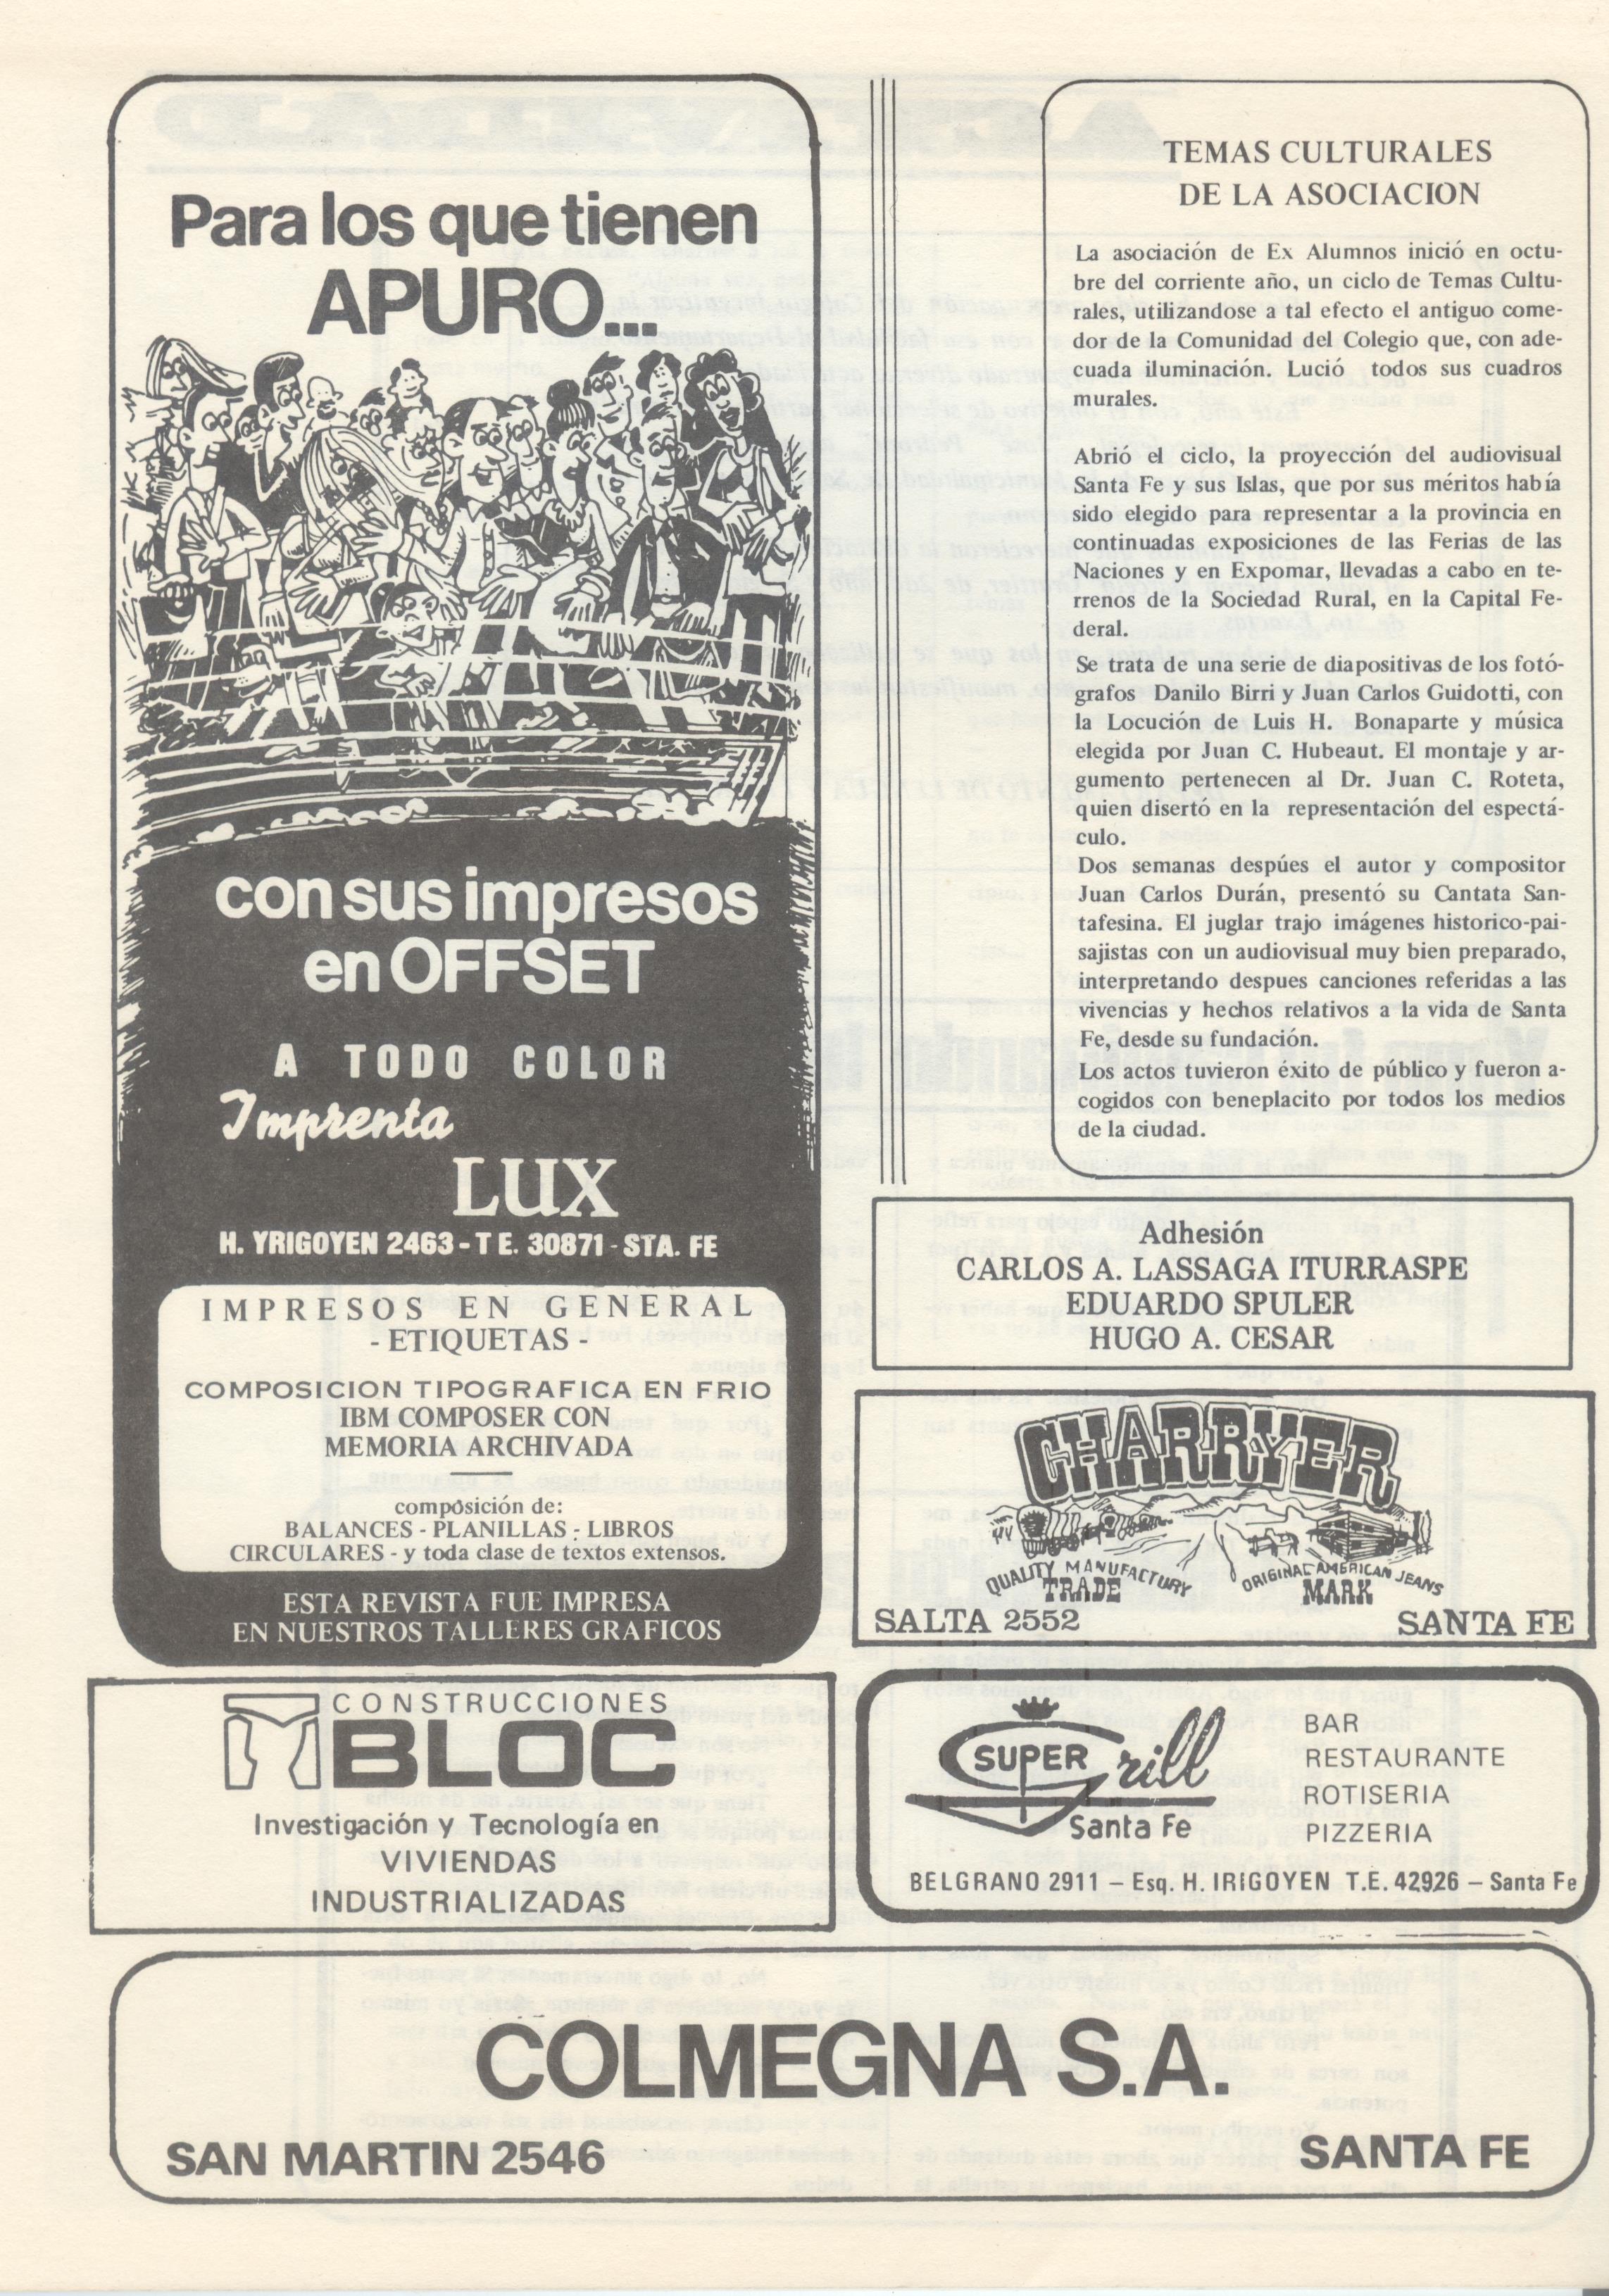 Para los que tienen
APURO...
con sus impresos
en OFFSET
A TODO COLOR
Imprenta
LUX
H. YRIGOYEN 2463 - T E. 30871 - STA. FE
IMPRESOS EN GENERAL
- ETIQUETAS -
COMPOSICION TIPOGRAFICA EN FRIO
IBM COMPOSER CON
MEMORIA ARCHIVADA
composición de:
BALANCES - PLANILLAS - LIBROS
CIRCULARES - y toda clase de textos extensos.
ESTA REVISTA FUE IMPRESA
EN NUESTROS TALLERES GRAFICOS
TEMAS CULTURALES
DE LA ASOCIACION
La asociación de Ex Alumnos inició en octu-
bre del corriente año, un ciclo de Temas Cultu-
rales, utilizandose a tal efecto el antiguo come-
dor de la Comunidad del Colegio que, con ade-
cuada iluminación. Lució todos sus cuadros
murales.
Abrió el ciclo, la proyección del audiovisual
Santa Fe y sus Islas, que por sus méritos había
sido elegido para representar a la provincia en
continuadas exposiciones de las Ferias de las
Naciones y en Expomar, llevadas a cabo en te-
rrenos de la Sociedad Rural, en la Capital Fe-
deral.
Se trata de una serie de diapositivas de los fotó-
grafos Danilo Birri y Juan Carlos Guidotti, con
la Locución de Luis H. Bonaparte y música
elegida por Juan C. Hubeaut. El montaje y ar-
gumento pertenecen al Dr. Juan C. Roteta,
quien disertó en la representación del espectá-
culo.
Dos semanas despúes el autor y compositor
Juan Carlos Durán, presentó su Cantata San-
tafesina. El juglar trajo imágenes historico-pai-
sajistas con un audiovisual muy bien preparado,
interpretando despues canciones referidas a las
vivencias y hechos relativos a la vida de Santa
Fe, desde su fundación.
Los actos tuvieron éxito de público y fueron a-
cogidos con beneplacito por todos los medios
de la ciudad.
Adhesión
CARLOS A. LASSAGA ITURRASPE
EDUARDO SPULER
HUGO A. CESAR
CHARRYER
QUALITY MANUFACTURY
TRADE
ORIGINAL AMERICAN JEANS
MARK
SALTA 2552 SANTA FE
CONSTRUCCIONES
BLOC
Investigación y Tecnología en
VIVIENDAS
INDUSTRIALIZADAS
SUPER Grill
Santa Fe
BAR
RESTAURANTE
ROTISERIA
PIZZERIA
BELGRANO 2911 – Esq. H. IRIGOYEN T.E. 42926 – Santa Fe
COLMEGNA S.A.
SAN MARTIN 2546 SANTA FE